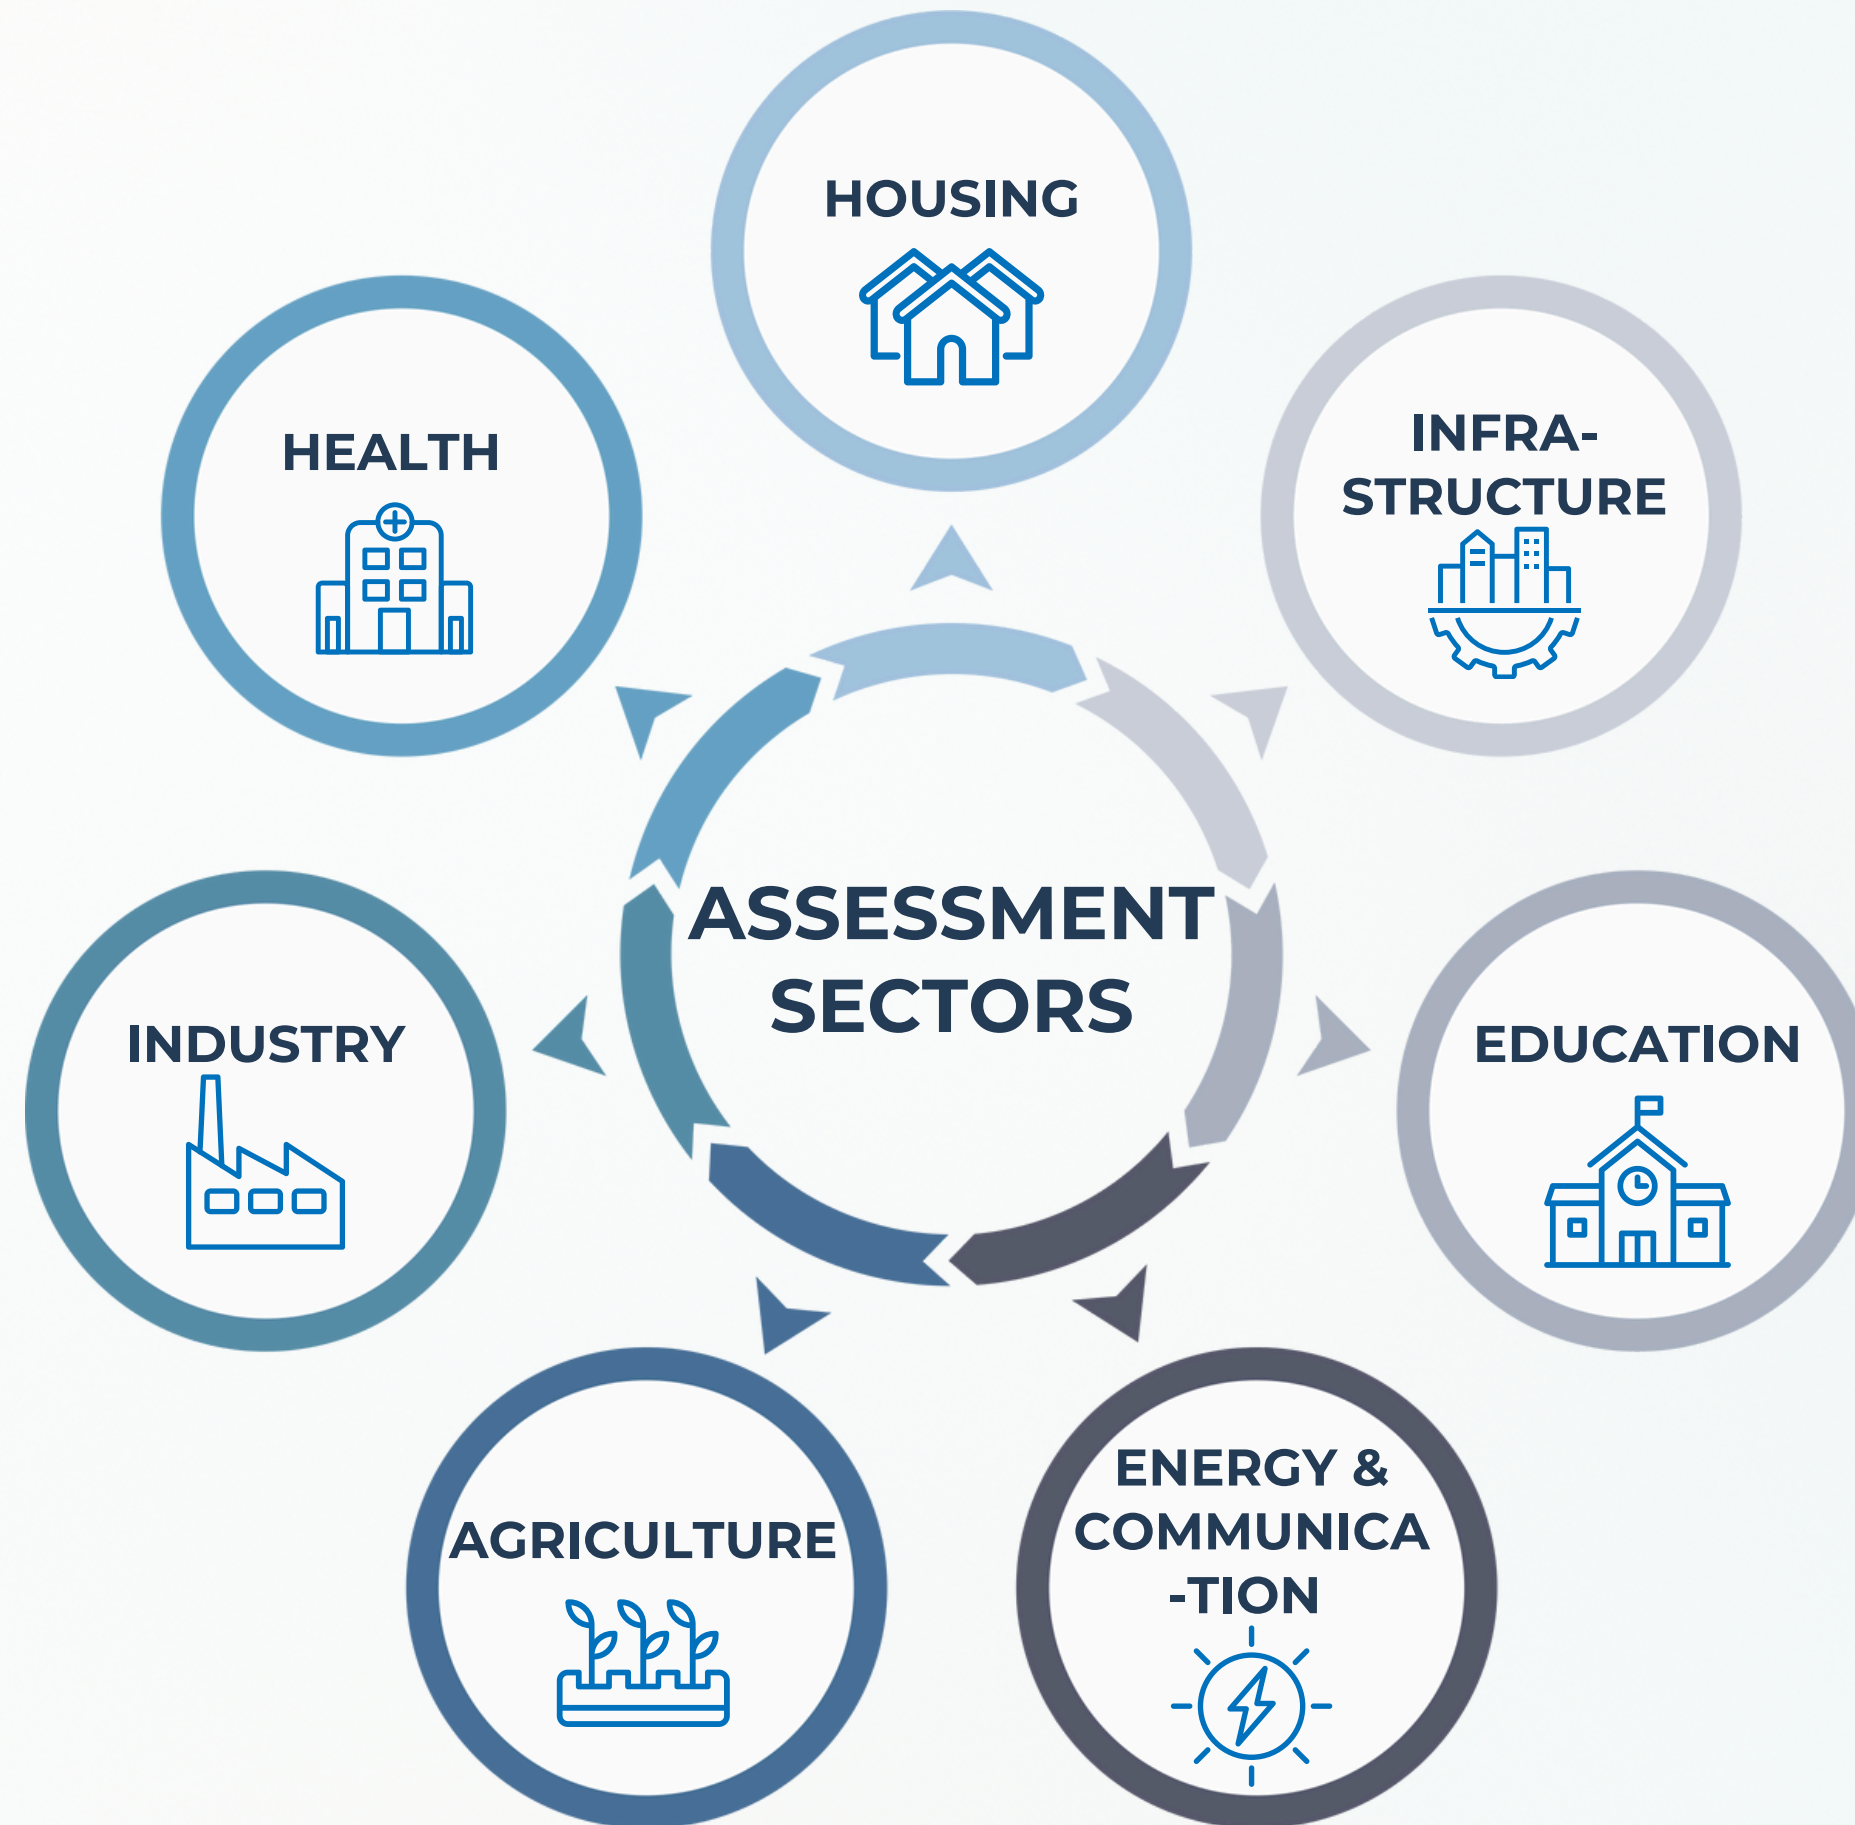 HOUSING
HEALTH
INFRA-
STRUCTURE
ASSESSMENT
SECTORS
INDUSTRY
EDUCATION
AGRICULTURE
ENERGY &
COMMUNICA
-TION